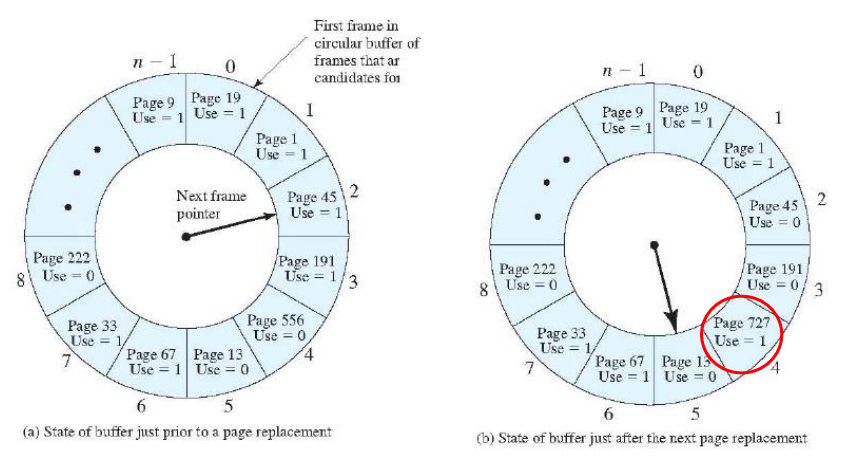 First frame in
circular buffer of
frames that ar
candidates for
n − 1
0
Page 9
Use = 1
Page 19
Use = 1
1
Page 1
Use = 1
2
Page 45
Use = 1
Next frame
pointer
3
Page 191
Use = 1
4
Page 556
Use = 0
5
Page 13
Use = 0
6
Page 67
Use = 1
7
Page 33
Use = 1
8
Page 222
Use = 0
(a) State of buffer just prior to a page replacement
n − 1
0
Page 9
Use = 1
Page 19
Use = 1
1
Page 1
Use = 1
2
Page 45
Use = 0
3
Page 191
Use = 0
4
Page 727
Use = 1
5
Page 13
Use = 0
6
Page 67
Use = 1
7
Page 33
Use = 1
8
Page 222
Use = 0
(b) State of buffer just after the next page replacement